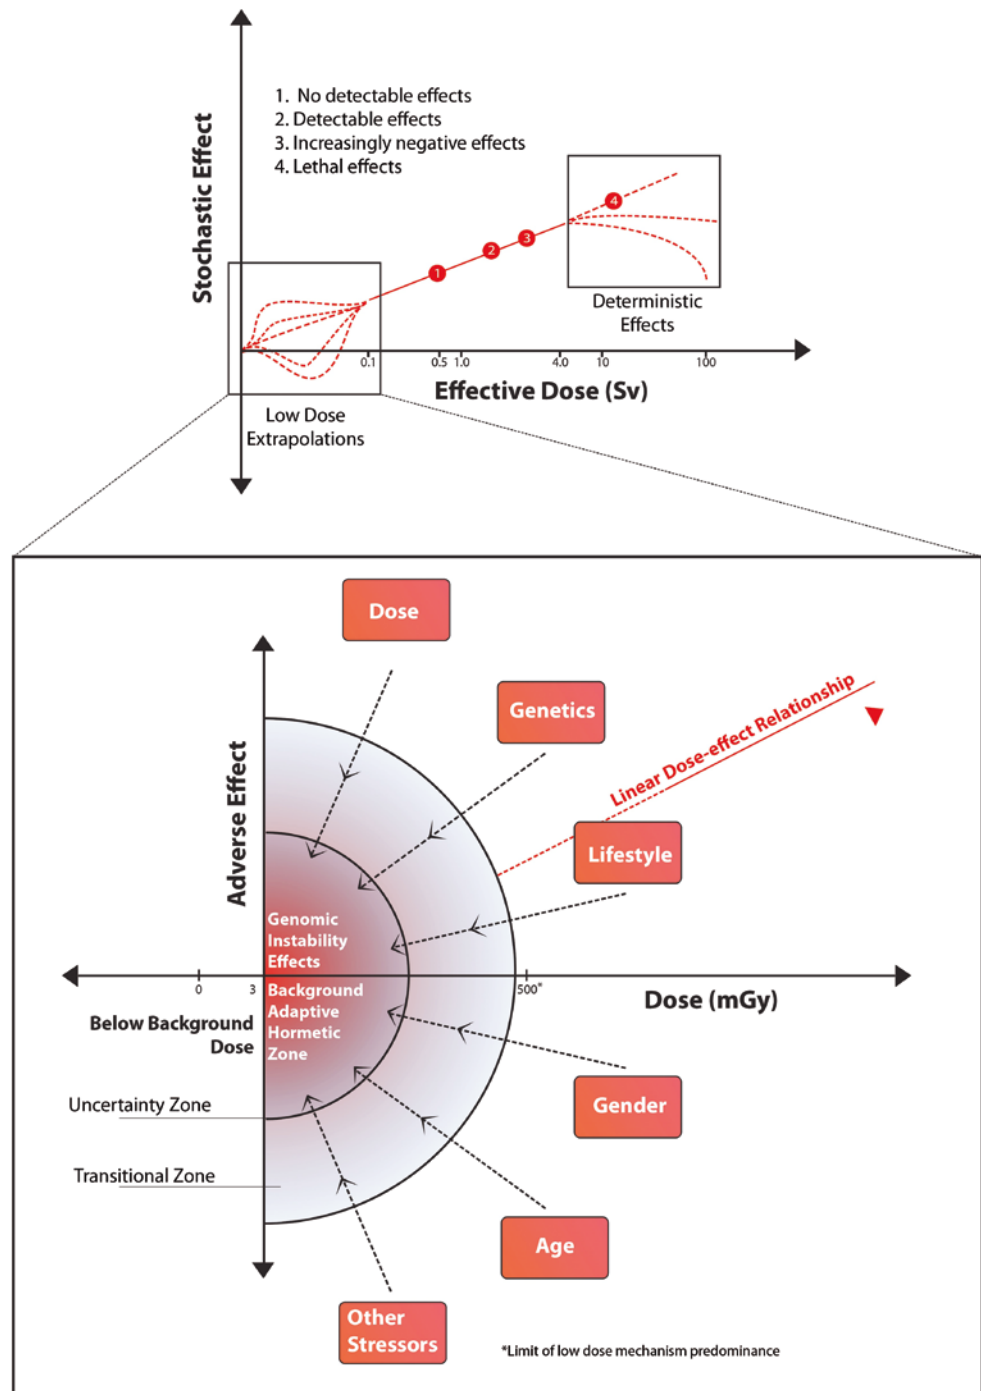 1. No detectable effects
2. Detectable effects
3. Increasingly negative effects
4. Lethal effects
Stochastic Effect
1
2
3
4
Deterministic
Effects
0.1
0.5
1.0
4.0
10
100
Effective Dose (Sv)
Low Dose
Extrapolations
Dose
Genetics
Linear Dose-effect Relationship
Lifestyle
Adverse Effect
Genomic
Instability
Effects
0
3
500*
Background
Adaptive
Hormetic
Zone
Dose (mGy)
Below Background
Dose
Uncertainty Zone
Gender
Transitional Zone
Age
Other
Stressors
*Limit of low dose mechanism predominance